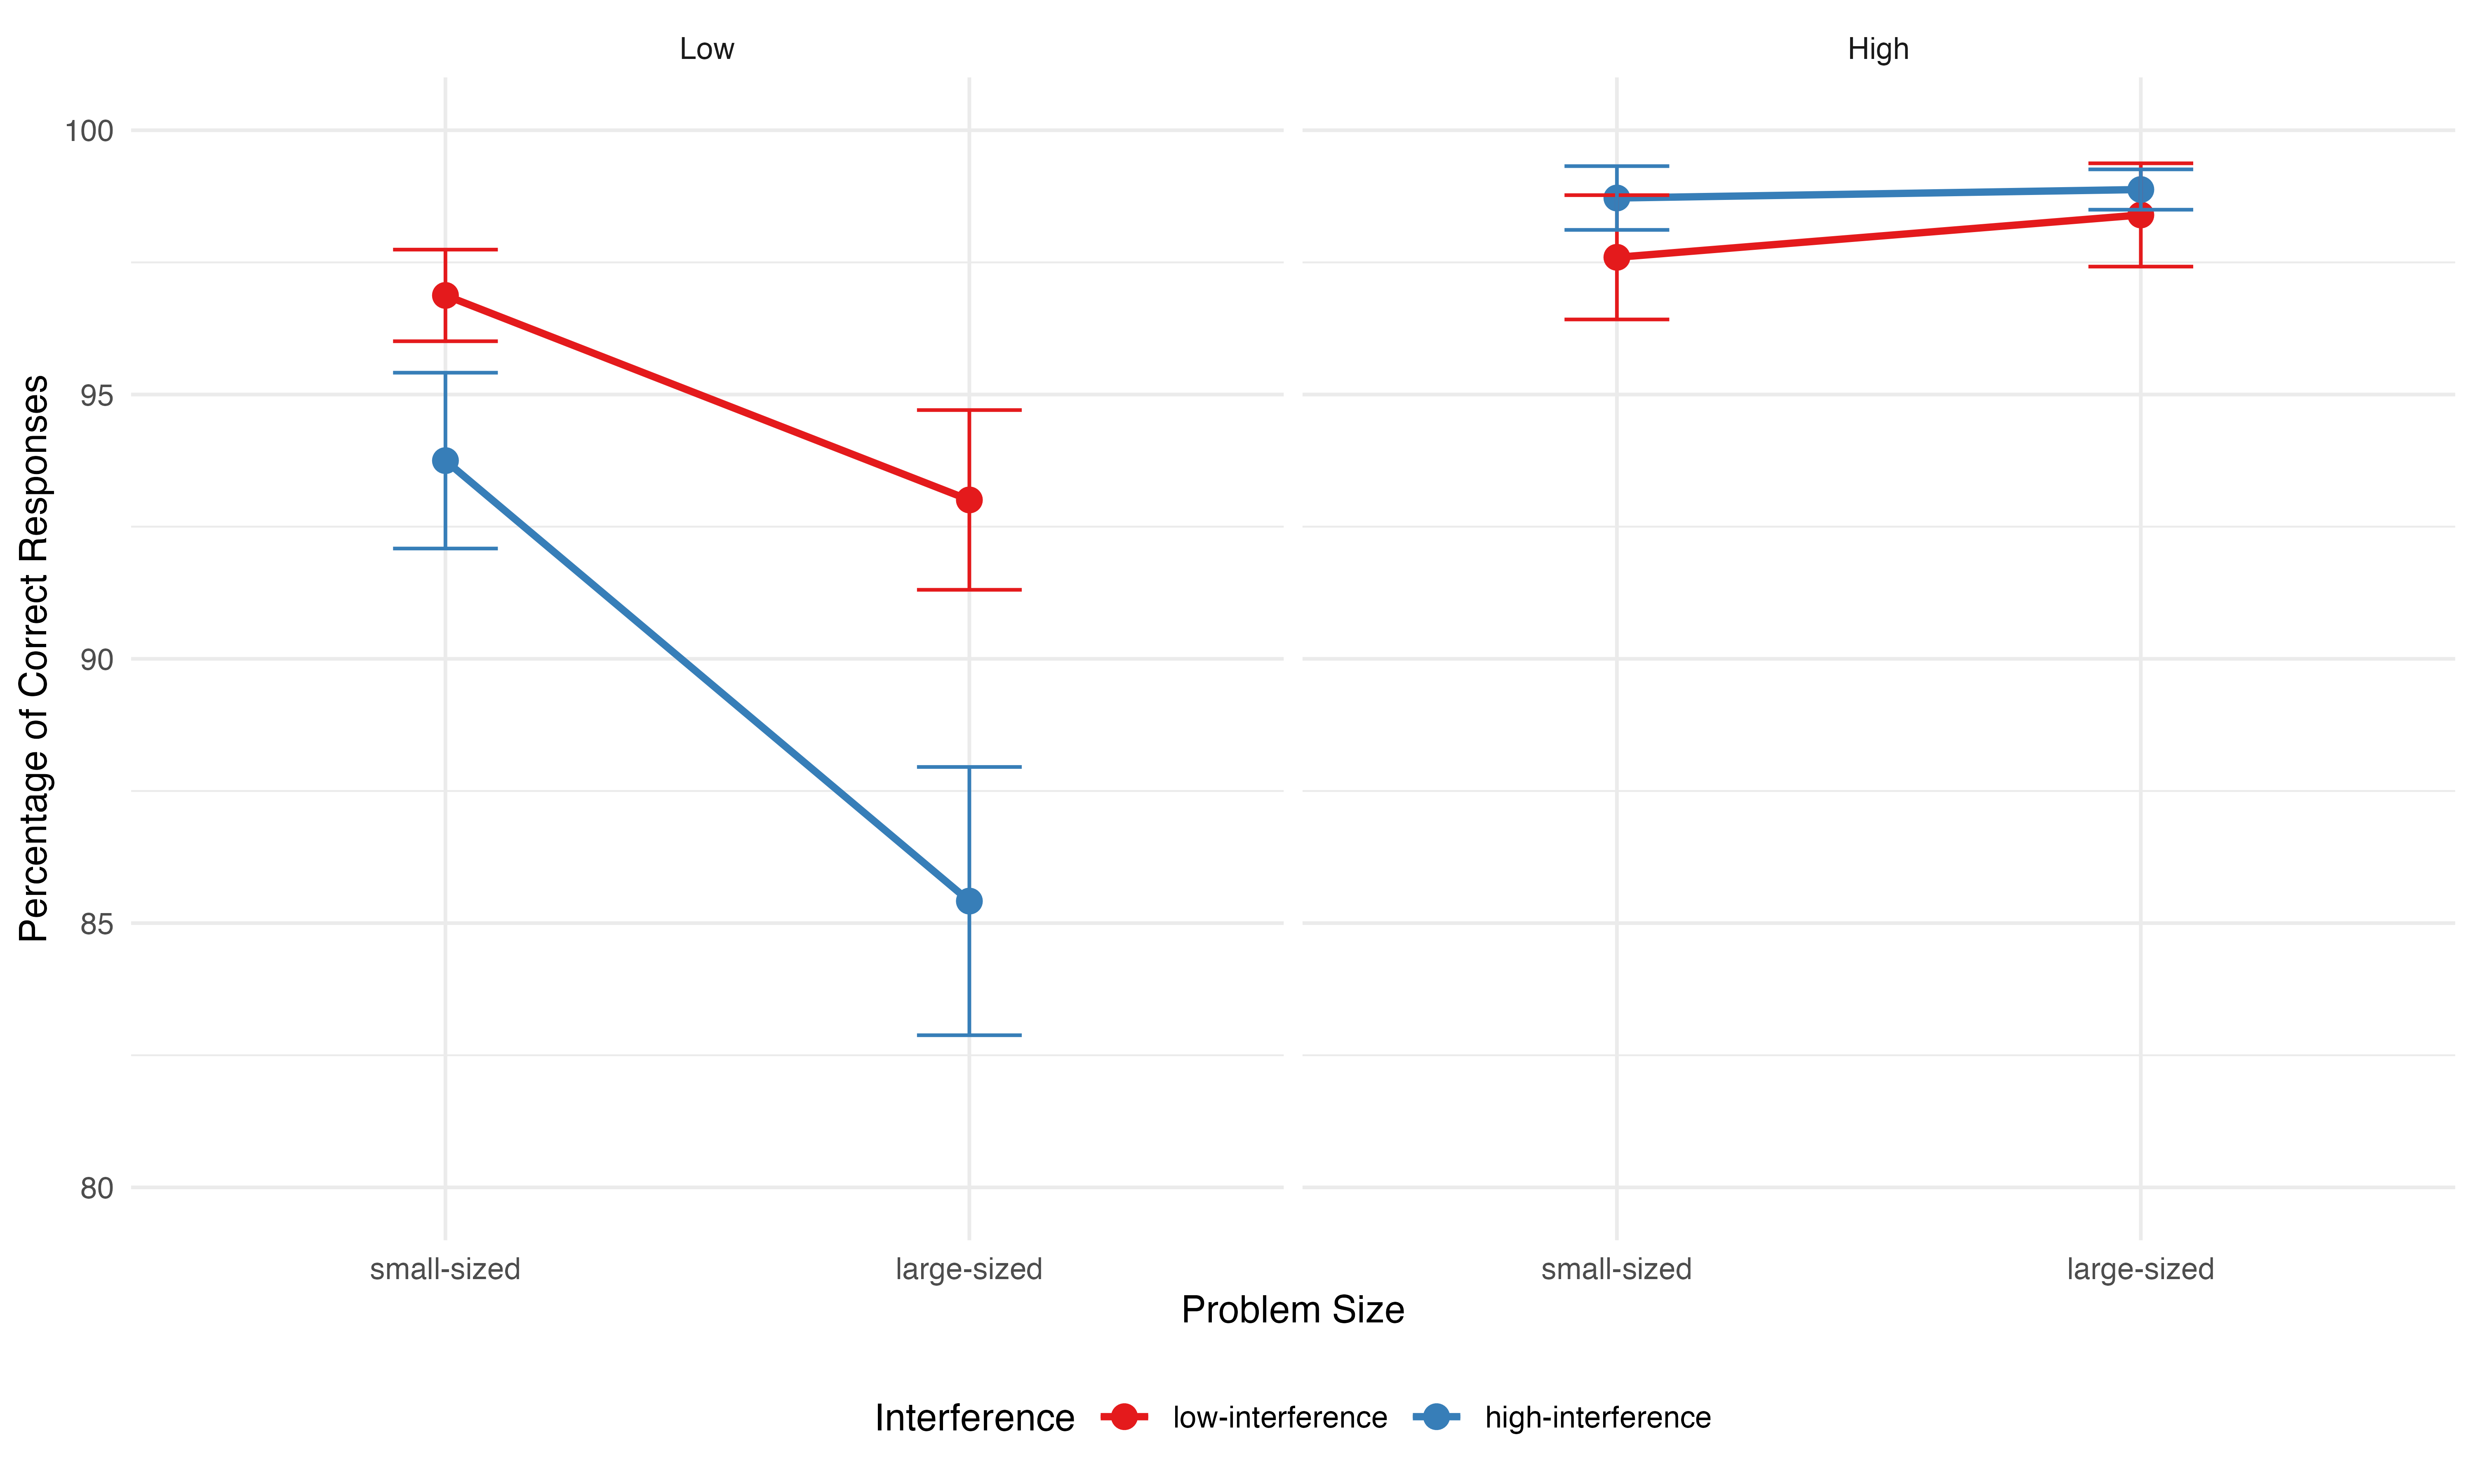 Low
High
100
95
90
85
80
Percentage of Correct Responses
small-sized
large-sized
small-sized
large-sized
Problem Size
Interference
low-interference
high-interference